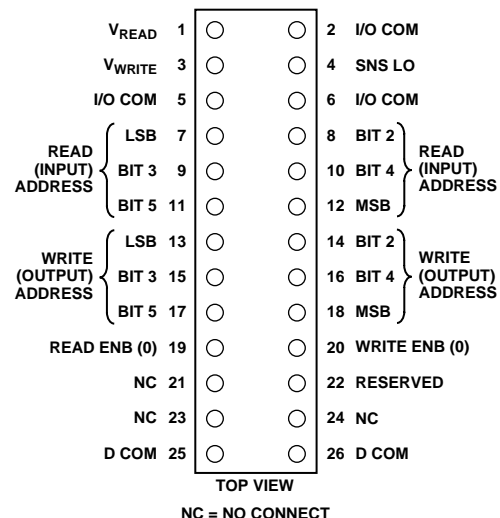 VREAD 1 2 I/O COM
VWRITE 3 4 SNS LO
I/O COM 5 6 I/O COM
LSB 7 8 BIT 2
READ (INPUT) ADDRESS BIT 3 9 10 BIT 4 READ (INPUT) ADDRESS
BIT 5 11 12 MSB
LSB 13 14 BIT 2
WRITE (OUTPUT) ADDRESS BIT 3 15 16 BIT 4 WRITE (OUTPUT) ADDRESS
BIT 5 17 18 MSB
READ ENB (0) 19 20 WRITE ENB (0)
NC 21 22 RESERVED
NC 23 24 NC
D COM 25 26 D COM
TOP VIEW
NC = NO CONNECT